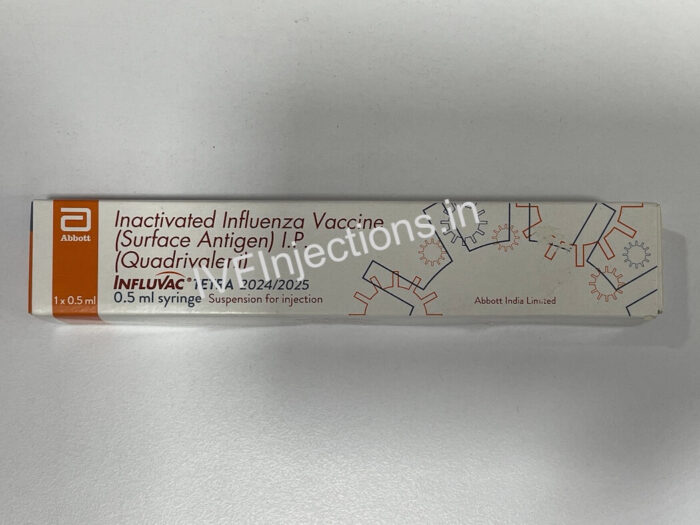 Abbott
1 x 0.5 ml
Inactivated Influenza Vaccine
(Surface Antigen) I.P.
(Quadrivalent)
INFLUVAC® TETRA 2024/2025
0.5 ml syringe Suspension for injection
Abbott India Limited
IVFInjections.in